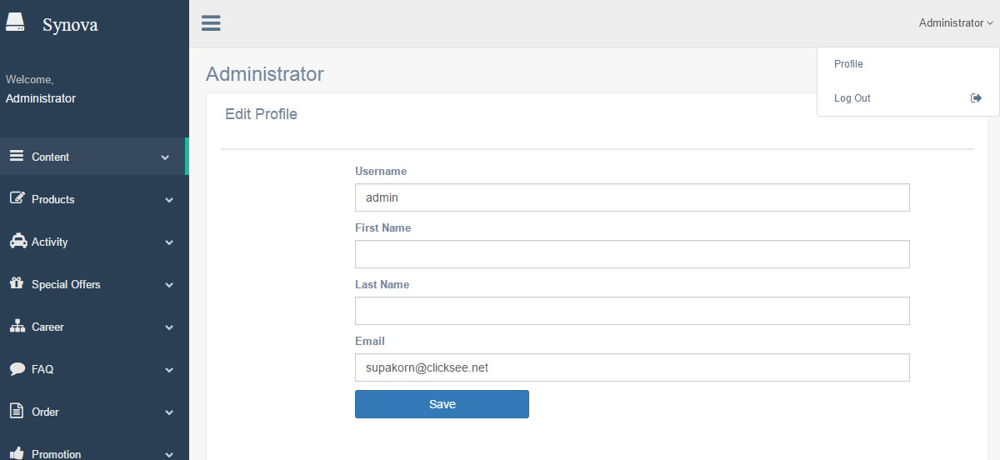 Synova
Administrator
Welcome,
Administrator
Content
Products
Activity
Special Offers
Career
FAQ
Order
Promotion
Profile
Log Out
Administrator
Edit Profile
Username
admin
First Name
Last Name
Email
supakorn@clicksee.net
Save